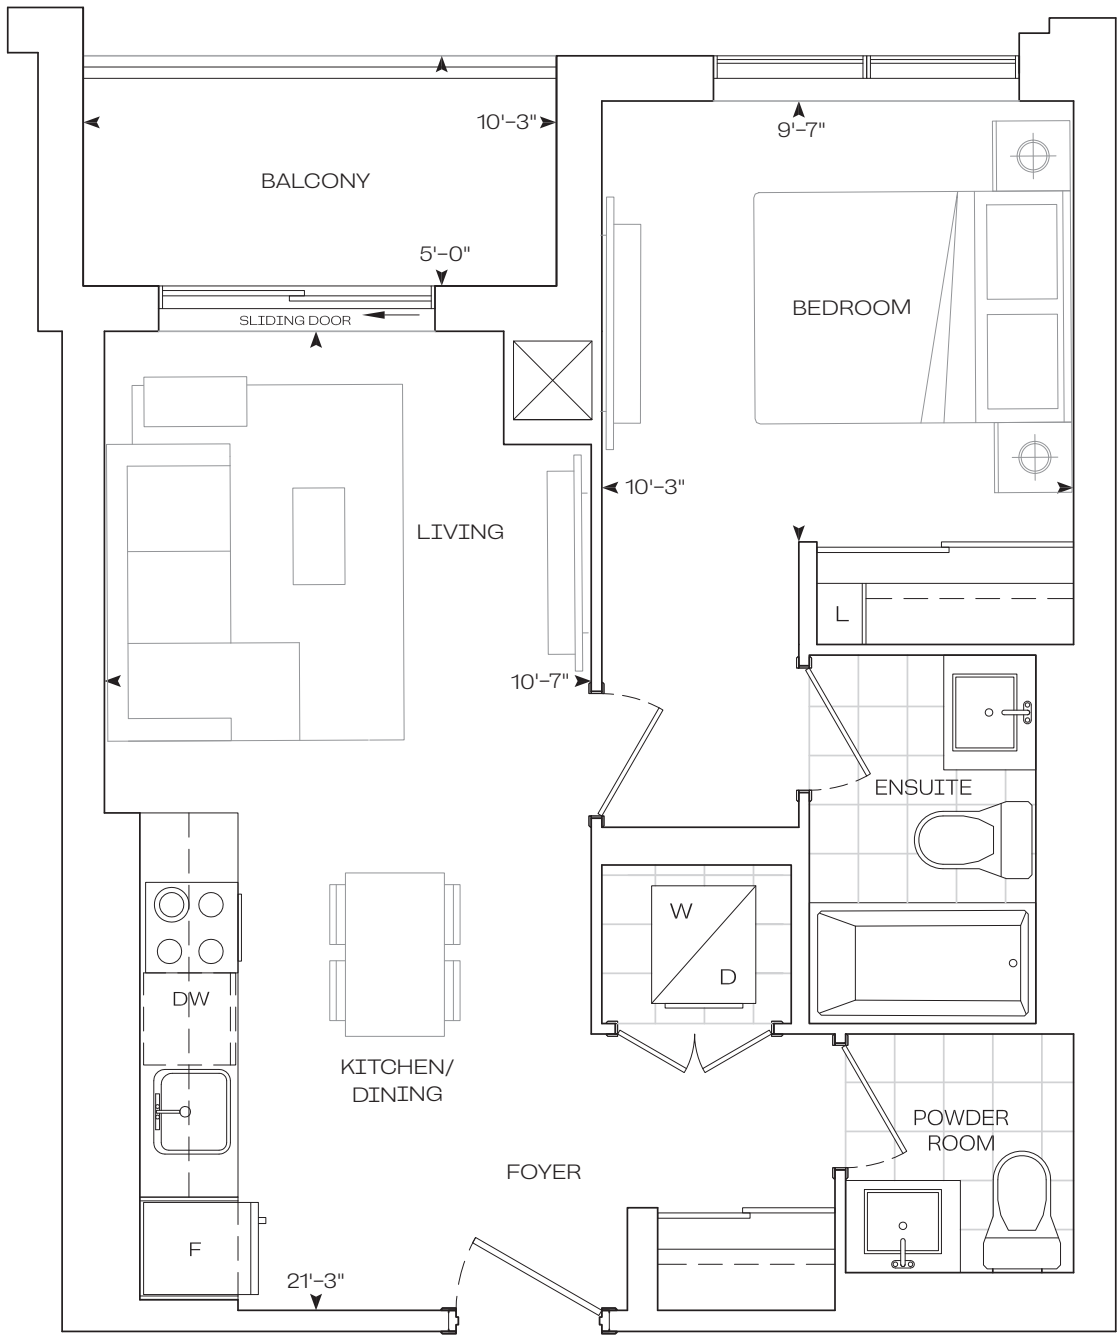 10'-3"
9'-7"
BALCONY
5'-0"
BEDROOM
SLIDING DOOR
10'-3"
LIVING
L
10'-7"
ENSUITE
W
D
DW
KITCHEN/
DINING
POWDER
ROOM
FOYER
F
21'-3"